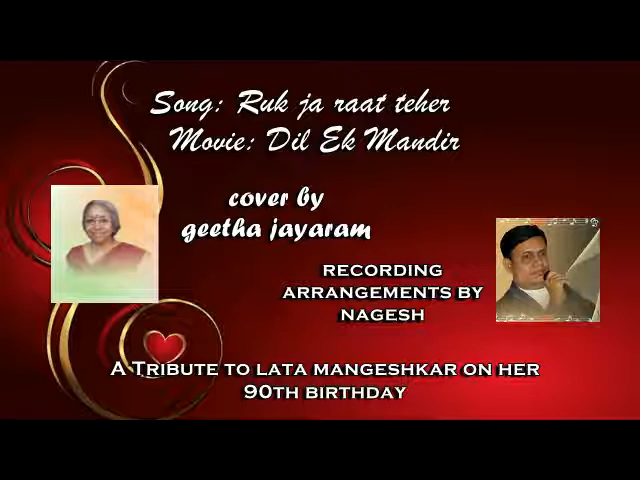 Song: Ruk ja raat teher
Movie: Dil Ek Mandir
cover by
geetha jayaram
RECORDING
ARRANGEMENTS BY
NAGESH
A TRIBUTE TO LATA MANGESHKAR ON HER
90TH BIRTHDAY